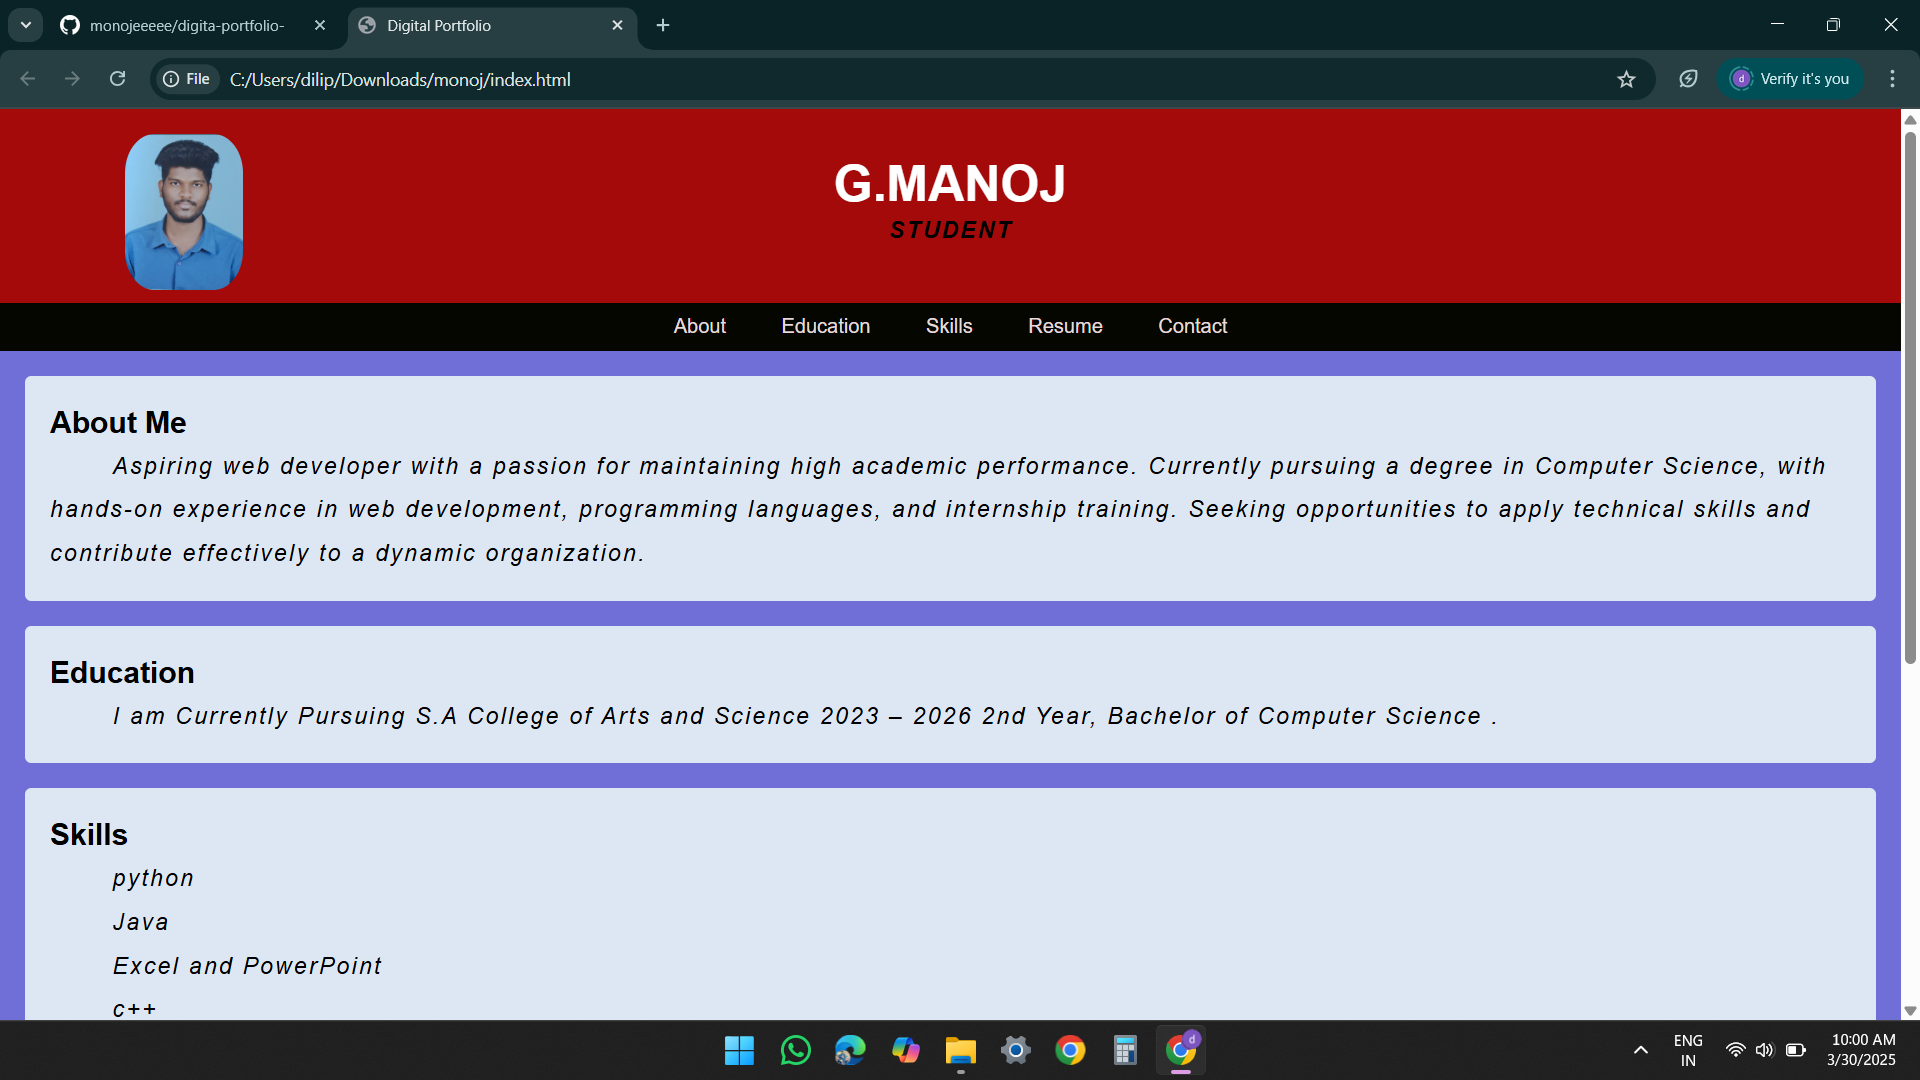 monojeeeee/digita-portfolio-
Digital Portfolio
File
C:/Users/dilip/Downloads/monoj/index.html
d
Verify it's you
G.MANOJ
STUDENT
About Education Skills Resume Contact
About Me
Aspiring web developer with a passion for maintaining high academic performance. Currently pursuing a degree in Computer Science, with
hands-on experience in web development, programming languages, and internship training. Seeking opportunities to apply technical skills and
contribute effectively to a dynamic organization.
Education
I am Currently Pursuing S.A College of Arts and Science 2023 – 2026 2nd Year, Bachelor of Computer Science .
Skills
python
Java
Excel and PowerPoint
c++
d
ENG
IN
10:00 AM
3/30/2025